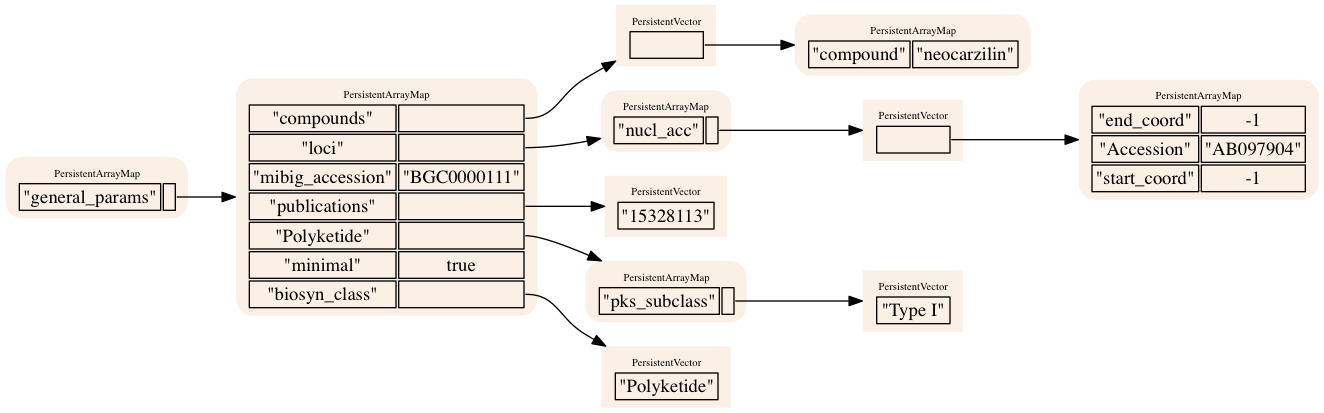 PersistentArrayMap
"general_params"
PersistentArrayMap
"compounds"
"loci"
"mibig_accession" "BGC0000111"
"publications"
"Polyketide"
"minimal" true
"biosyn_class"
PersistentVector
PersistentArrayMap
"compound" "neocarzilin"
PersistentArrayMap
"nucl_acc"
PersistentVector
PersistentArrayMap
"end_coord" -1
"Accession" "AB097904"
"start_coord" -1
PersistentVector
"15328113"
PersistentArrayMap
"pks_subclass"
PersistentVector
"Type I"
PersistentVector
"Polyketide"